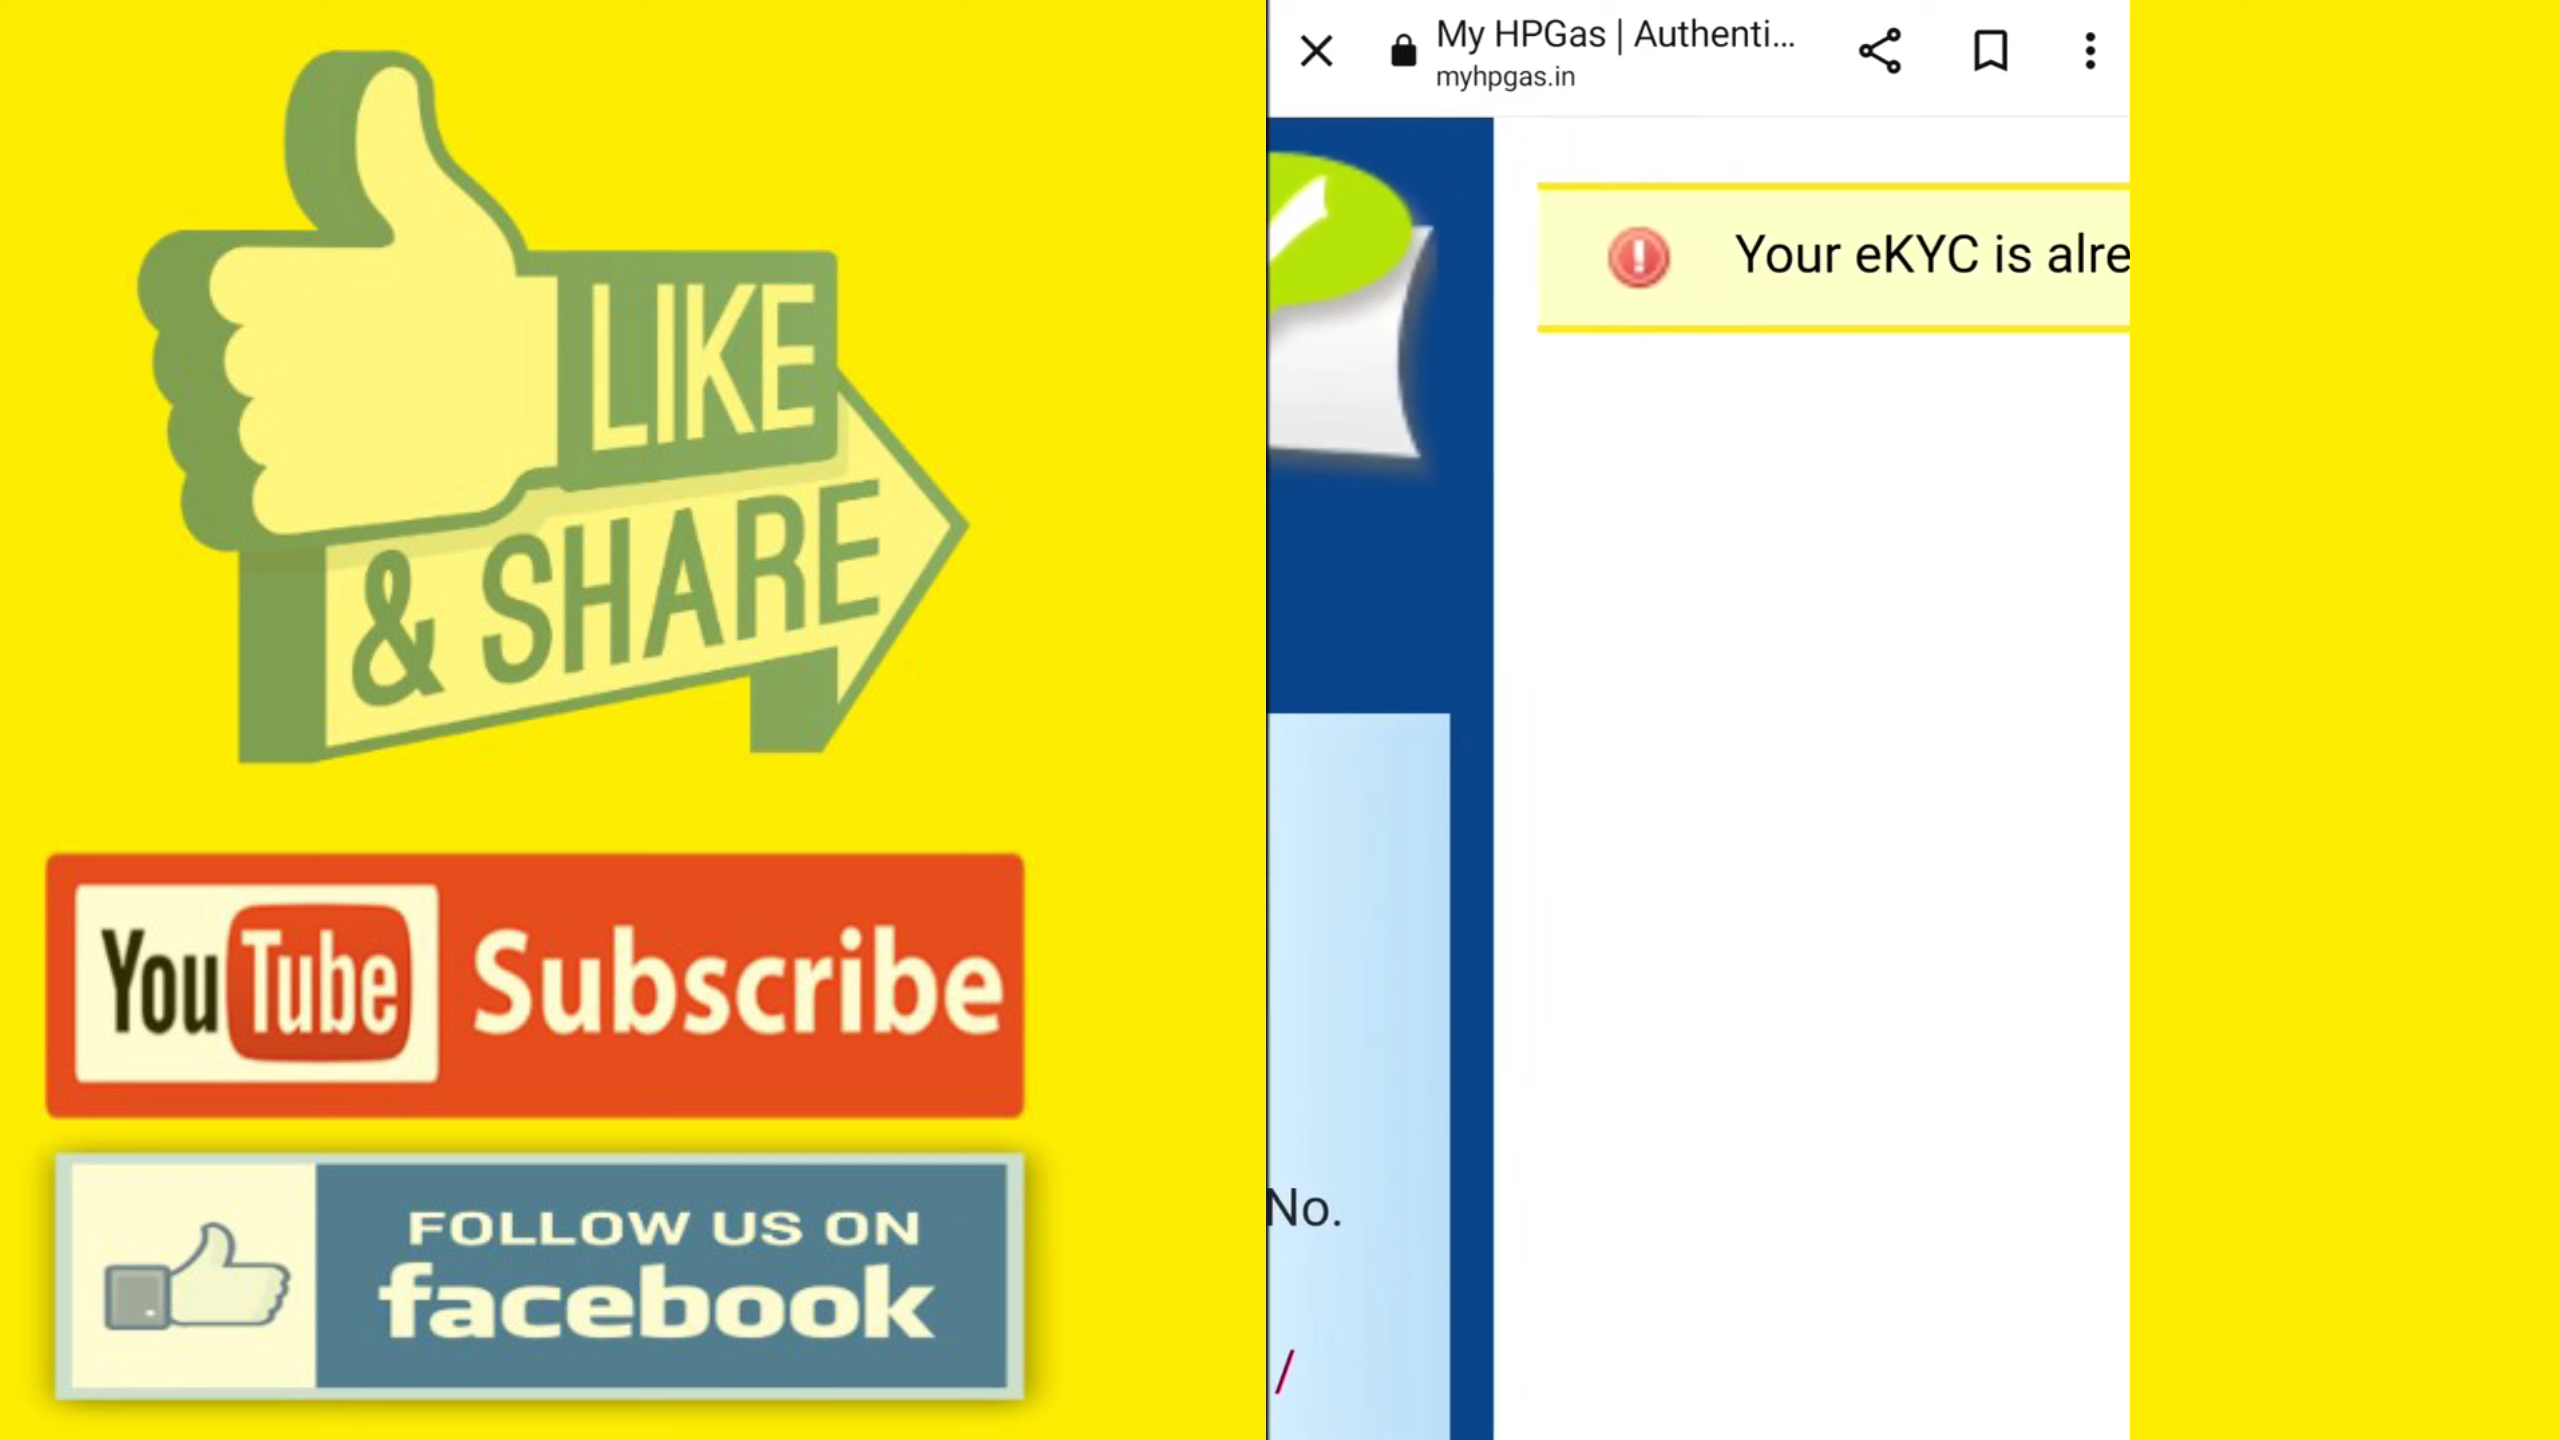 LIKE
& SHARE
YouTube Subscribe
FOLLOW US ON
facebook
My HPGas | Authenti...
myhpgas.in
Your eKYC is alre
No.
/